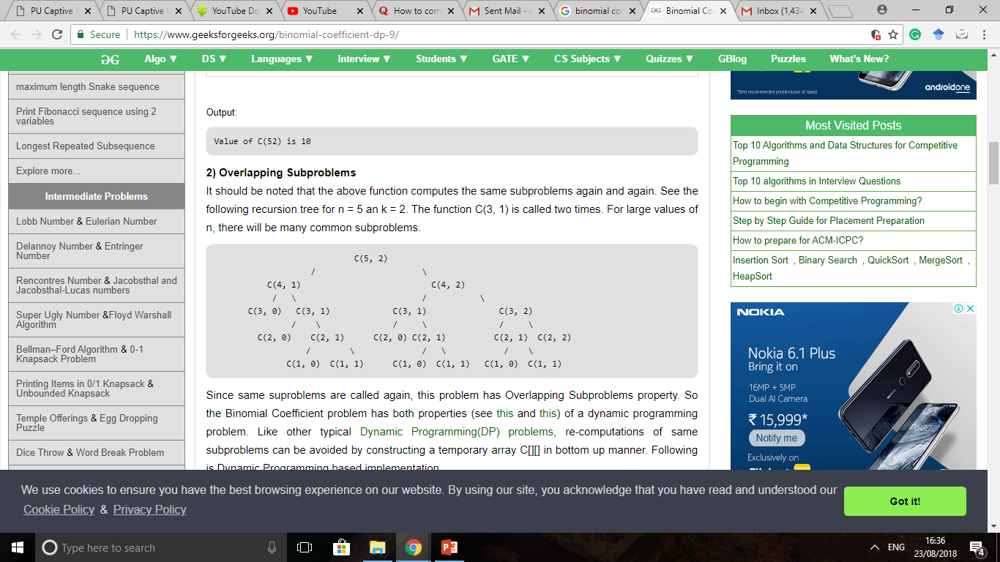 PU Captive
PU Captive
YouTube Do
YouTube
How to com
Sent Mail -
binomial co
Binomial Co
Inbox (1,434
Secure | https://www.geeksforgeeks.org/binomial-coefficient-dp-9/
Algo ▼ DS ▼ Languages ▼ Interview ▼ Students ▼ GATE ▼ CS Subjects ▼ Quizzes ▼ GBlog Puzzles What's New?
maximum length Snake sequence
Print Fibonacci sequence using 2
variables
Longest Repeated Subsequence
Explore more...
Intermediate Problems
Lobb Number & Eulerian Number
Delannoy Number & Entringer
Number
Rencontres Number & Jacobsthal and
Jacobsthal-Lucas numbers
Super Ugly Number &Floyd Warshall
Algorithm
Bellman–Ford Algorithm & 0-1
Knapsack Problem
Printing Items in 0/1 Knapsack &
Unbounded Knapsack
Temple Offerings & Egg Dropping
Puzzle
Dice Throw & Word Break Problem
Output:
Value of C(52) is 10
2) Overlapping Subproblems
It should be noted that the above function computes the same subproblems again and again. See the
following recursion tree for n = 5 an k = 2. The function C(3, 1) is called two times. For large values of
n, there will be many common subproblems.
C(5, 2)
/ \
C(4, 1) C(4, 2)
/ \ / \
C(3, 0) C(3, 1) C(3, 1) C(3, 2)
/ \ / \ / \
C(2, 0) C(2, 1) C(2, 0) C(2, 1) C(2, 1) C(2, 2)
/ \ / \ / \
C(1, 0) C(1, 1) C(1, 0) C(1, 1) C(1, 0) C(1, 1)
Since same suproblems are called again, this problem has Overlapping Subproblems property. So
the Binomial Coefficient problem has both properties (see this and this) of a dynamic programming
problem. Like other typical Dynamic Programming(DP) problems, re-computations of same
subproblems can be avoided by constructing a temporary array C[][] in bottom up manner. Following
is Dynamic Programming based implementation.
*Best recommended price(inclusive of taxes)
androidone
Most Visited Posts
Top 10 Algorithms and Data Structures for Competitive
Programming
Top 10 algorithms in Interview Questions
How to begin with Competitive Programming?
Step by Step Guide for Placement Preparation
How to prepare for ACM-ICPC?
Insertion Sort , Binary Search , QuickSort , MergeSort ,
HeapSort
NOKIA
Nokia 6.1 Plus
Bring it on
16MP + 5MP
Dual AI Camera
₹ 15,999*
Notify me
Exclusively on
NOKIA
06:30
We use cookies to ensure you have the best browsing experience on our website. By using our site, you acknowledge that you have read and understood our
Cookie Policy & Privacy Policy
Got it!
Type here to search
ENG
16:36
23/08/2018
4